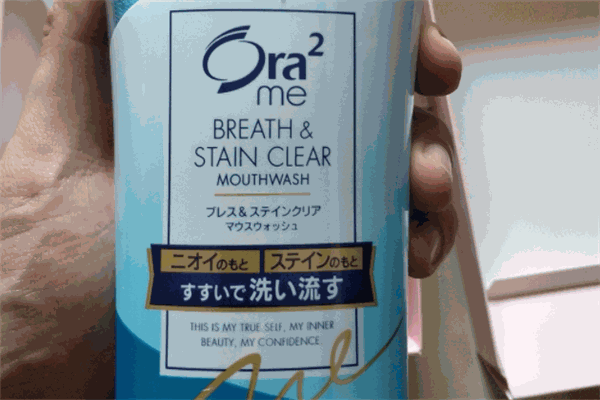 Ora²
me
BREATH &
STAIN CLEAR
MOUTHWASH
ブレス&ステインクリア
マウスウォッシュ
ニオイのもと ステインのもと
すすいで洗い流す
THIS IS MY TRUE SELF, MY INNER
BEAUTY, MY CONFIDENCE.
me